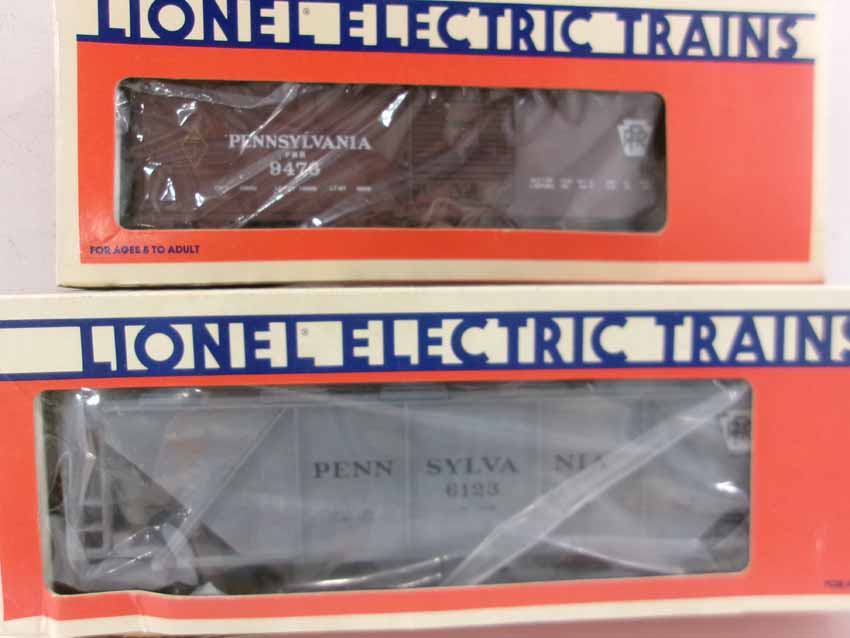 LIONEL® ELECTRIC TRAINS
PENNSYLVANIA
PRR
9476
FOR AGES 8 TO ADULT
LIONEL® ELECTRIC TRAINS
PENN SYLVA NIA
6123